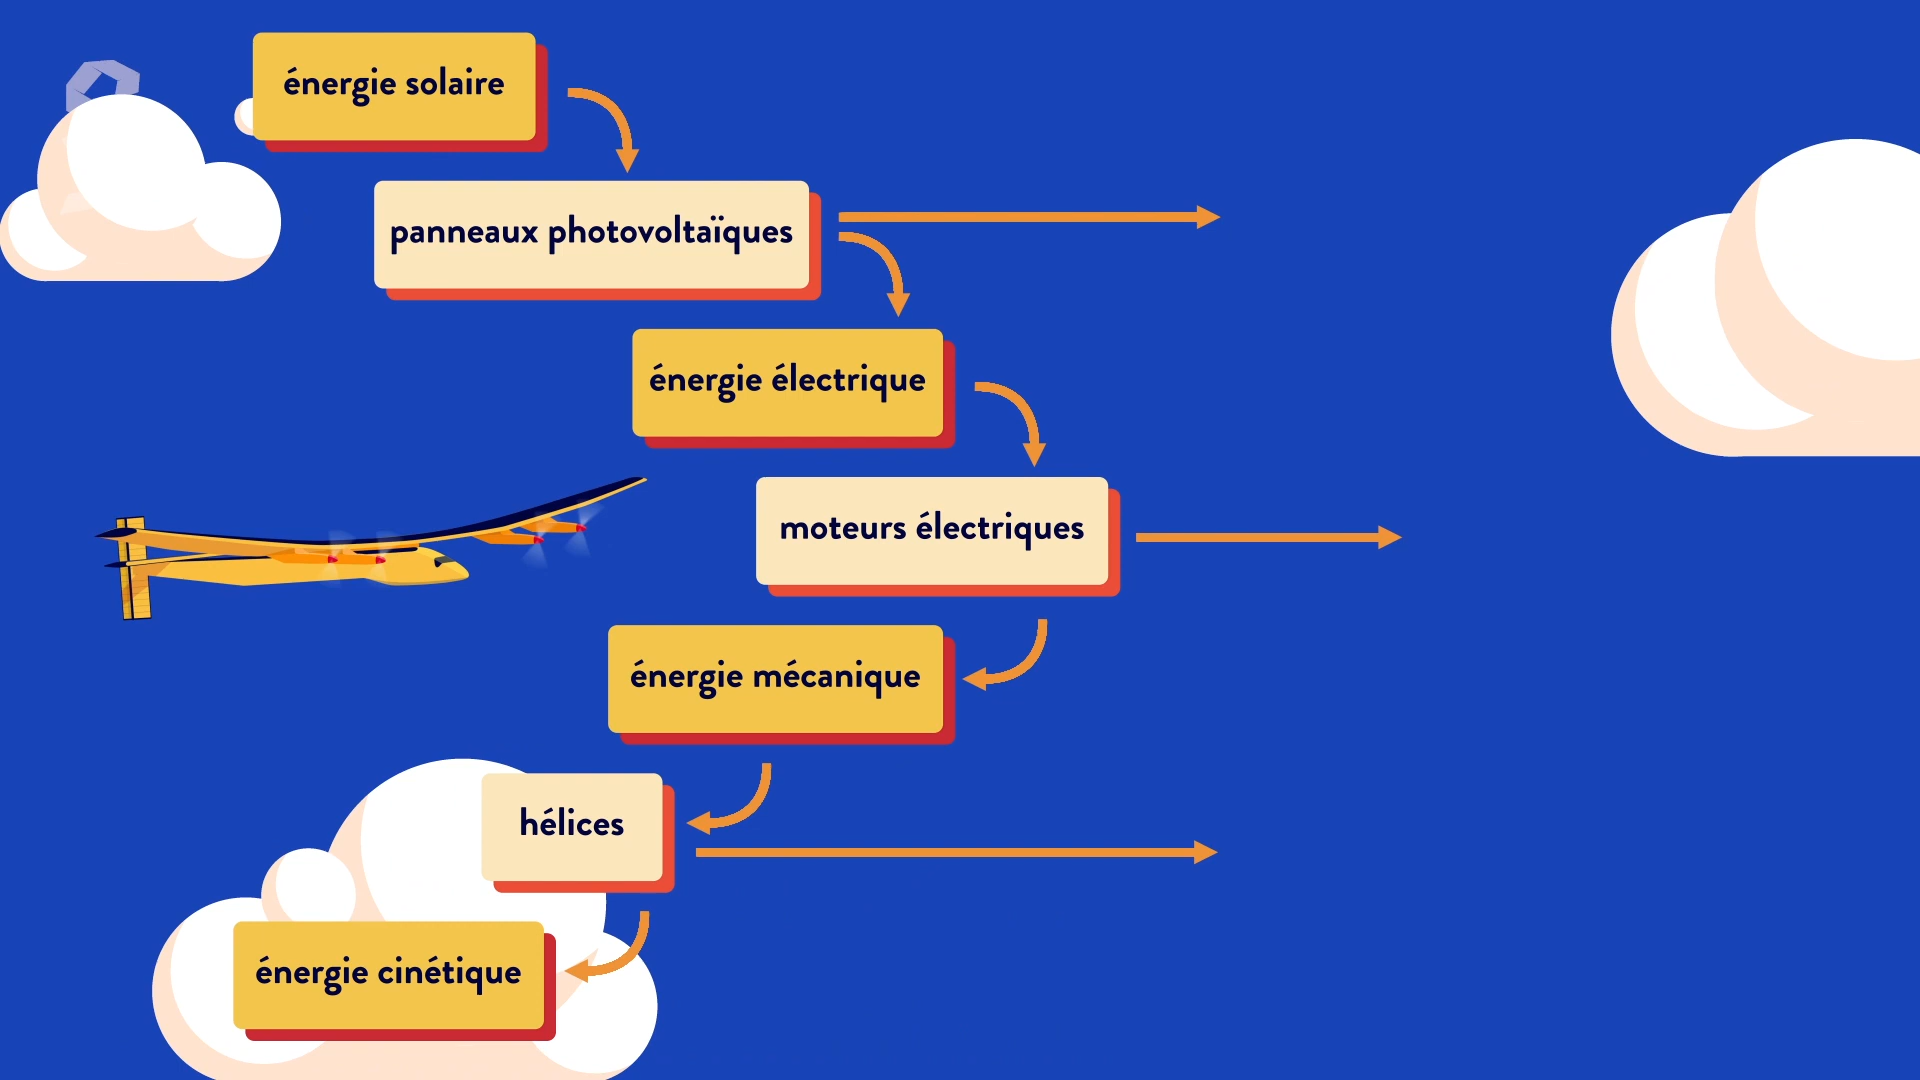 énergie solaire
panneaux photovoltaïques
énergie électrique
moteurs électriques
énergie mécanique
hélices
énergie cinétique